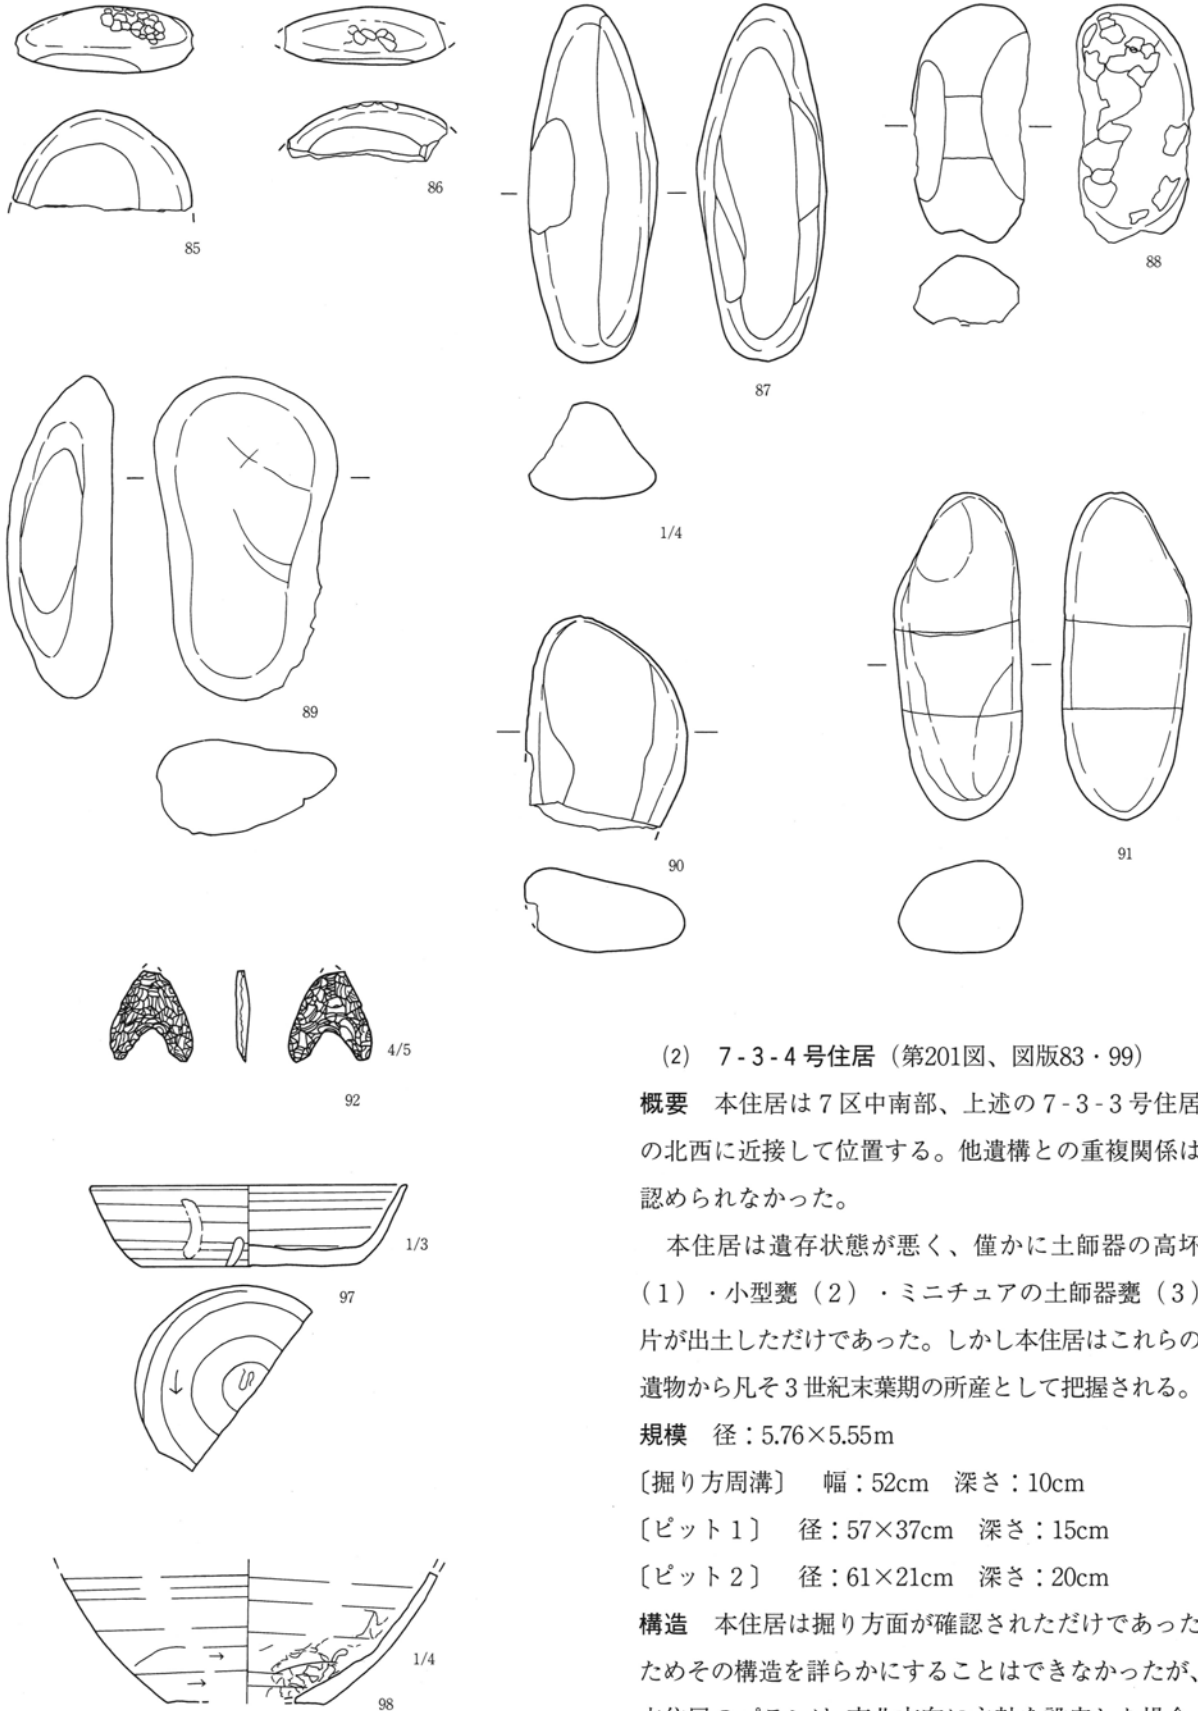 85
86
87
88
1/4
89
90
91
92
4/5
97
1/3
98
1/4
(2)　7-3-4号住居（第201図、図版83・99）
概要　本住居は７区中南部、上述の７-３-３号住居
の北西に近接して位置する。他遺構との重複関係は
認められなかった。
　本住居は遺存状態が悪く、僅かに土師器の高坏
（１）・小型甕（２）・ミニチュアの土師器甕（３）
片が出土しただけであった。しかし本住居はこれらの
遺物から凡そ３世紀末葉期の所産として把握される。
規模　径：5.76×5.55m
〔掘り方周溝〕　幅：52cm　深さ：10cm
〔ピット１〕　径：57×37cm　深さ：15cm
〔ピット２〕　径：61×21cm　深さ：20cm
構造　本住居は掘り方面が確認されただけであった
ためその構造を詳らかにすることはできなかったが、